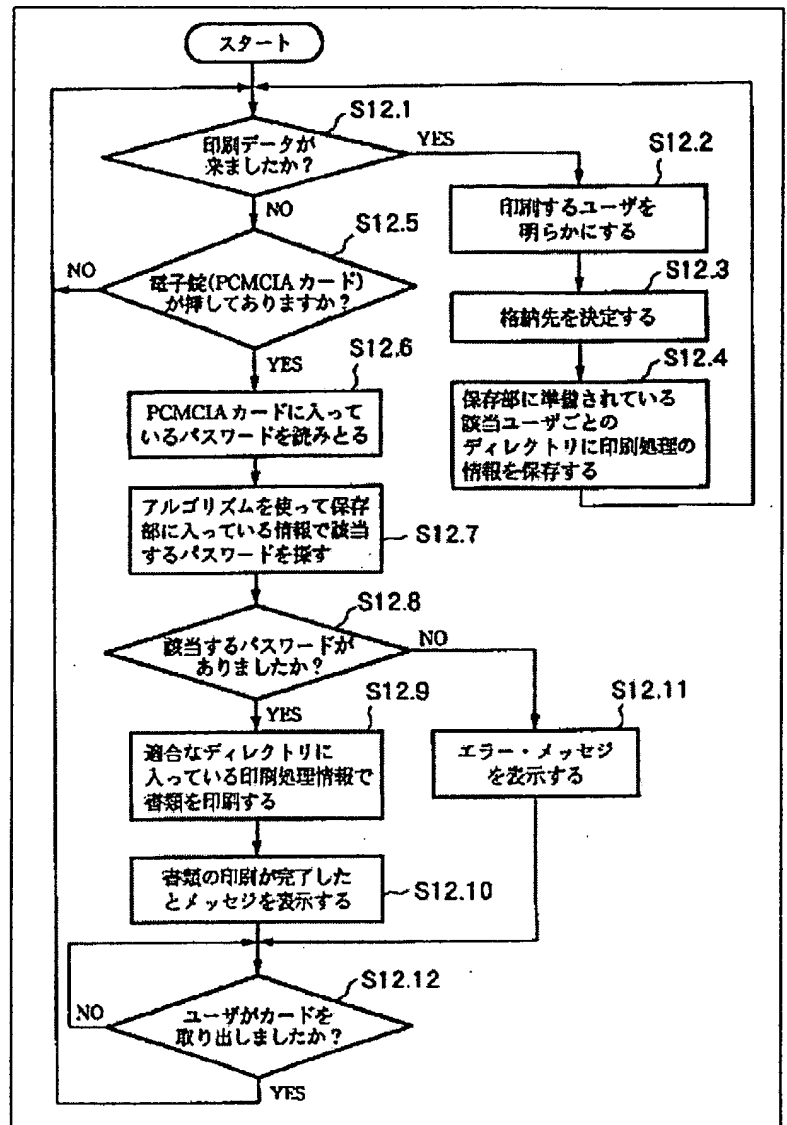 スタート
S12.1
印刷データが
来ましたか？
YES
NO
S12.2
印刷するユーザを
明らかにする
S12.3
格納先を決定する
S12.4
保存部に準備されている
該当ユーザごとの
ディレクトリに印刷処理の
情報を保存する
S12.5
電子錠(PCMCIAカード)
が挿してありますか？
NO
YES
S12.6
PCMCIAカードに入って
いるパスワードを読みとる
アルゴリズムを使って保存
部に入っている情報で該当
するパスワードを探す
S12.7
S12.8
該当するパスワードが
ありましたか？
NO
YES
S12.9
適合なディレクトリに
入っている印刷処理情報で
書類を印刷する
S12.11
エラー・メッセジ
を表示する
書類の印刷が完了した
とメッセジを表示する
S12.10
S12.12
ユーザがカードを
取り出しましたか？
NO
YES